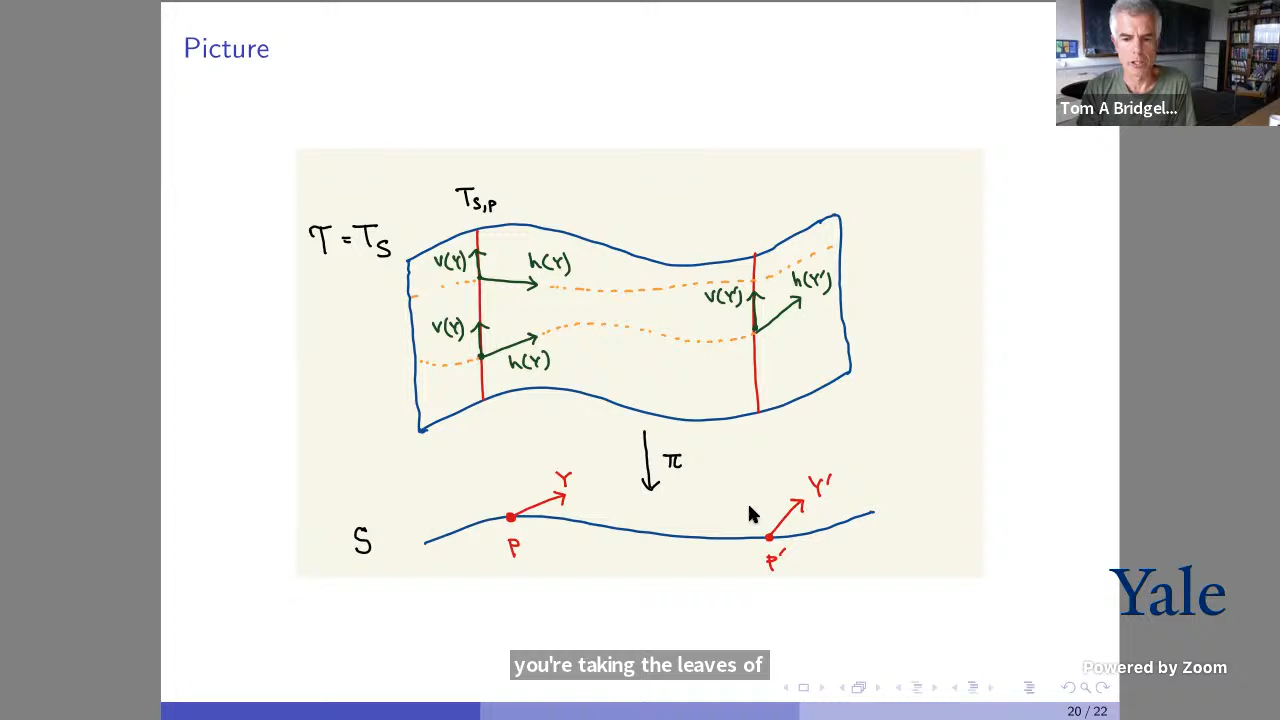 Picture
Tom A Bridgel...
T_{S,P}
𝒯 = T_S
v(Y)
h(Y)
v(Y')
h(Y')
v(Y)
h(Y)
π
Y
Y'
S
P
P'
Yale
you're taking the leaves of
Powered by Zoom
20 / 22